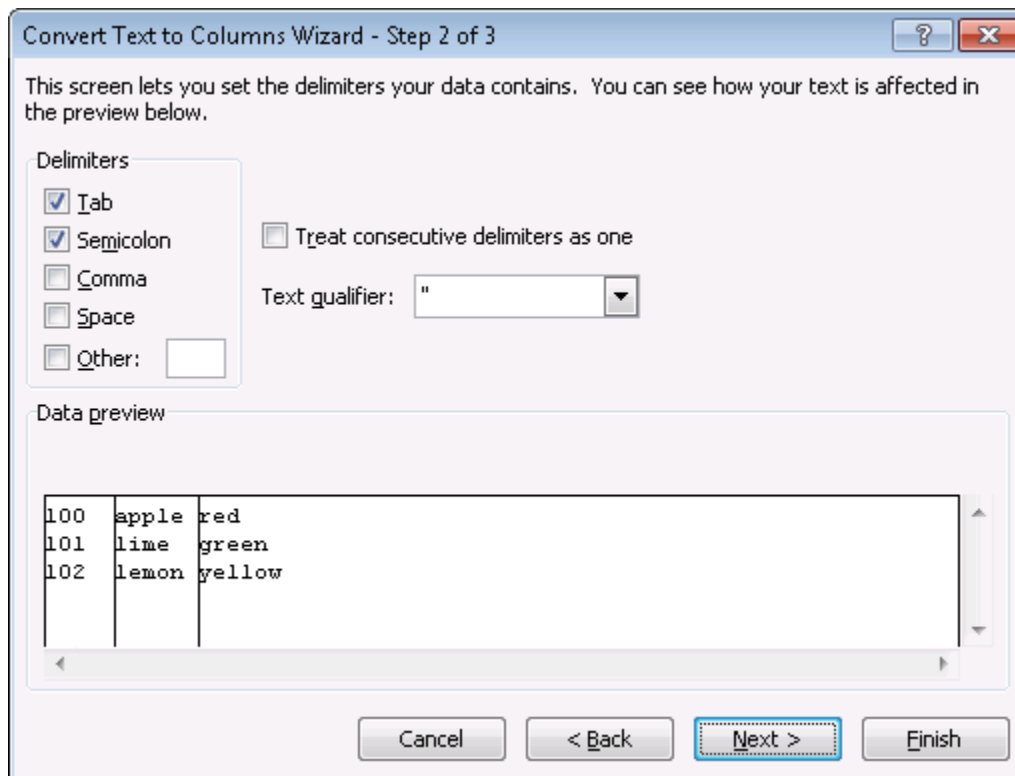 Convert Text to Columns Wizard - Step 2 of 3
This screen lets you set the delimiters your data contains. You can see how your text is affected in
the preview below.
Delimiters
Tab
Semicolon
Comma
Space
Other:
Treat consecutive delimiters as one
Text qualifier: "
Data preview
100 apple red
101 lime green
102 lemon yellow
Cancel < Back Next > Finish